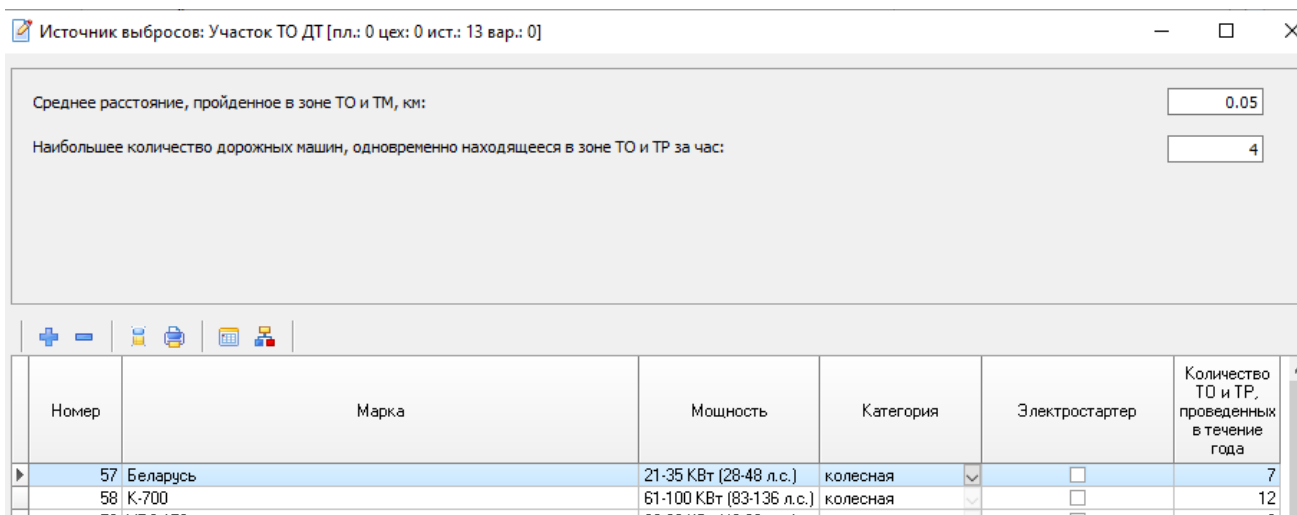 Источник выбросов: Участок ТО ДТ [пл.: 0 цех: 0 ист.: 13 вар.: 0]
Среднее расстояние, пройденное в зоне ТО и ТМ, км: 0.05
Наибольшее количество дорожных машин, одновременно находящееся в зоне ТО и ТР за час: 4
Номер Марка Мощность Категория Электростартер Количество
ТО и ТР,
проведенных
в течение
года
57 Беларусь 21-35 КВт (28-48 л.с.) колесная 7
58 К-700 61-100 КВт (83-136 л.с.) колесная 12